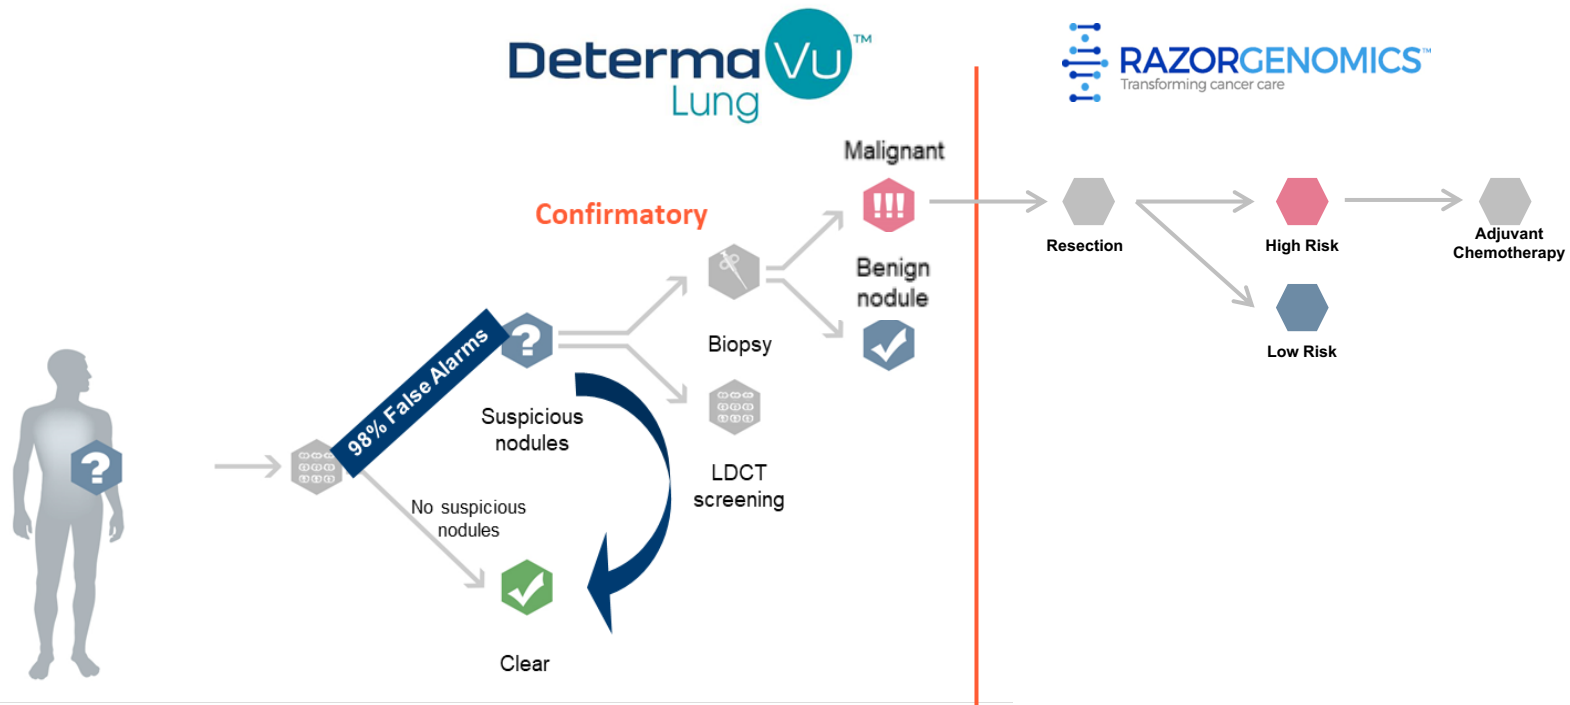 DetermaVu™
Lung
RAZORGENOMICS™
Transforming cancer care
Malignant
!!!
Confirmatory
Resection
High Risk
Adjuvant
Chemotherapy
Benign
nodule
Low Risk
Biopsy
98% False Alarms
?
Suspicious
nodules
?
LDCT
screening
No suspicious
nodules
Clear